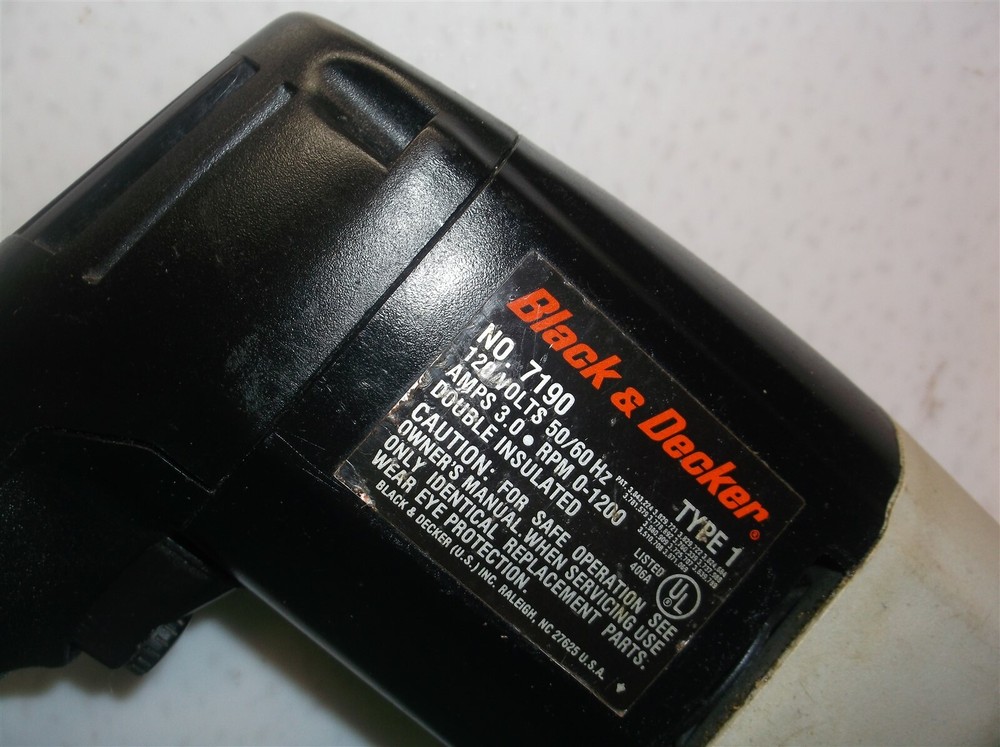 Black & Decker®
NO. 7190 TYPE 1
120 VOLTS 50/60 Hz
AMPS 3.0 • RPM 0-1200
DOUBLE INSULATED
LISTED
406A
UL ®
CAUTION: FOR SAFE OPERATION SEE
OWNER'S MANUAL. WHEN SERVICING USE
ONLY IDENTICAL REPLACEMENT PARTS.
WEAR EYE PROTECTION.
BLACK & DECKER (U.S.) INC. RALEIGH, NC 27625 U.S.A.